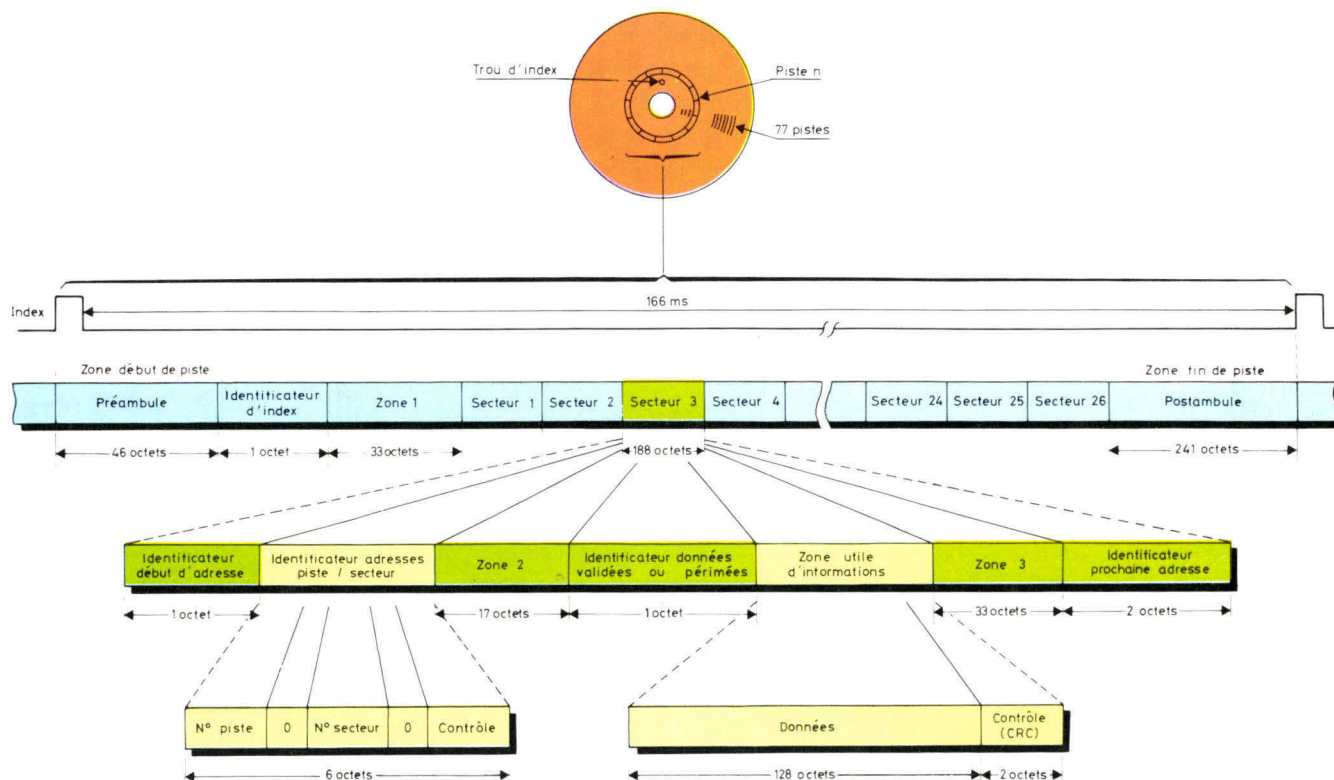 Trou d'index
Piste n
77 pistes
166 ms
Index
Zone début de piste
Zone fin de piste
Préambule
Identificateur
d'index
Zone 1
Secteur 1
Secteur 2
Secteur 3
Secteur 4
Secteur 24
Secteur 25
Secteur 26
Postambule
46 octets
1 octet
33 octets
188 octets
241 octets
Identificateur
début d'adresse
Identificateur adresses
piste / secteur
Zone 2
Identificateur données
validées ou périmées
Zone utile
d'informations
Zone 3
Identificateur
prochaine adresse
1 octet
17 octets
1 octet
33 octets
2 octets
N° piste
0
N° secteur
0
Contrôle
Données
Contrôle
(CRC)
6 octets
128 octets
2 octets